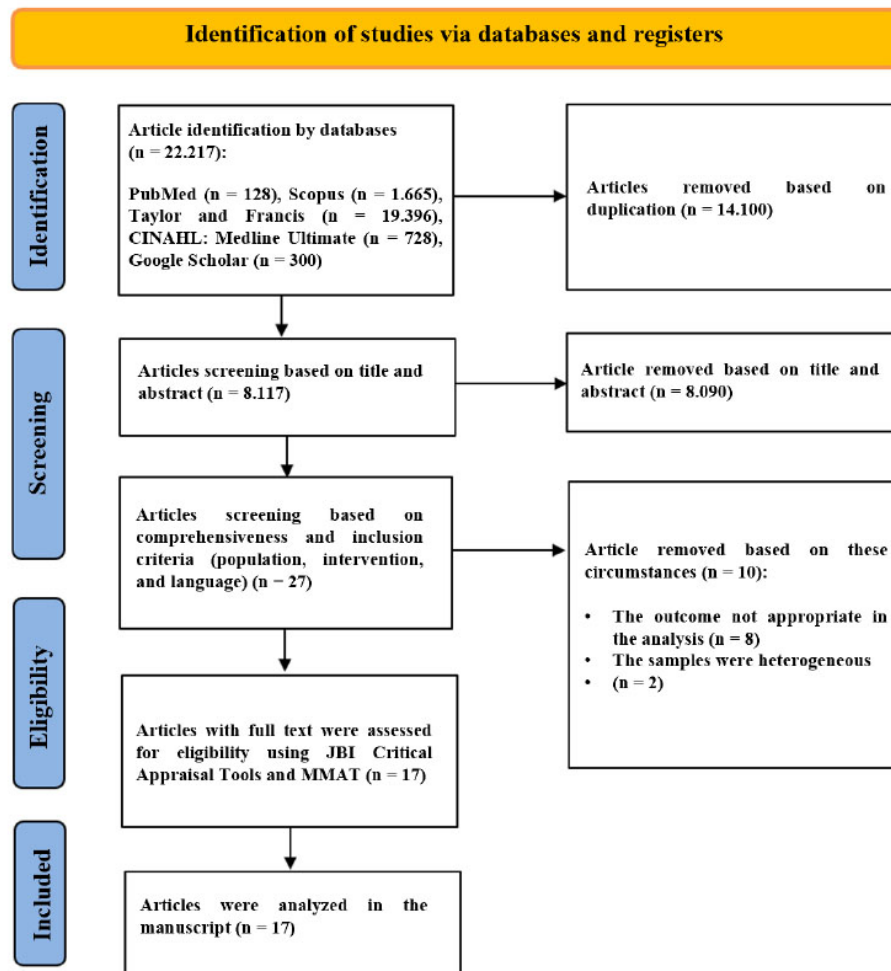 Identification of studies via databases and registers
Identification
Article identification by databases
(n = 22.217):
PubMed (n = 128), Scopus (n = 1.665),
Taylor and Francis (n = 19.396),
CINAHL: Medline Ultimate (n = 728),
Google Scholar (n = 300)
Articles removed based on
duplication (n = 14.100)
Screening
Articles screening based on title and
abstract (n = 8.117)
Article removed based on title and
abstract (n = 8.090)
Articles screening based on
comprehensiveness and inclusion
criteria (population, intervention,
and language) (n − 27)
Article removed based on these
circumstances (n = 10):
• The outcome not appropriate in
the analysis (n = 8)
• The samples were heterogeneous
• (n = 2)
Eligibility
Articles with full text were assessed
for eligibility using JBI Critical
Appraisal Tools and MMAT (n = 17)
Included
Articles were analyzed in the
manuscript (n = 17)